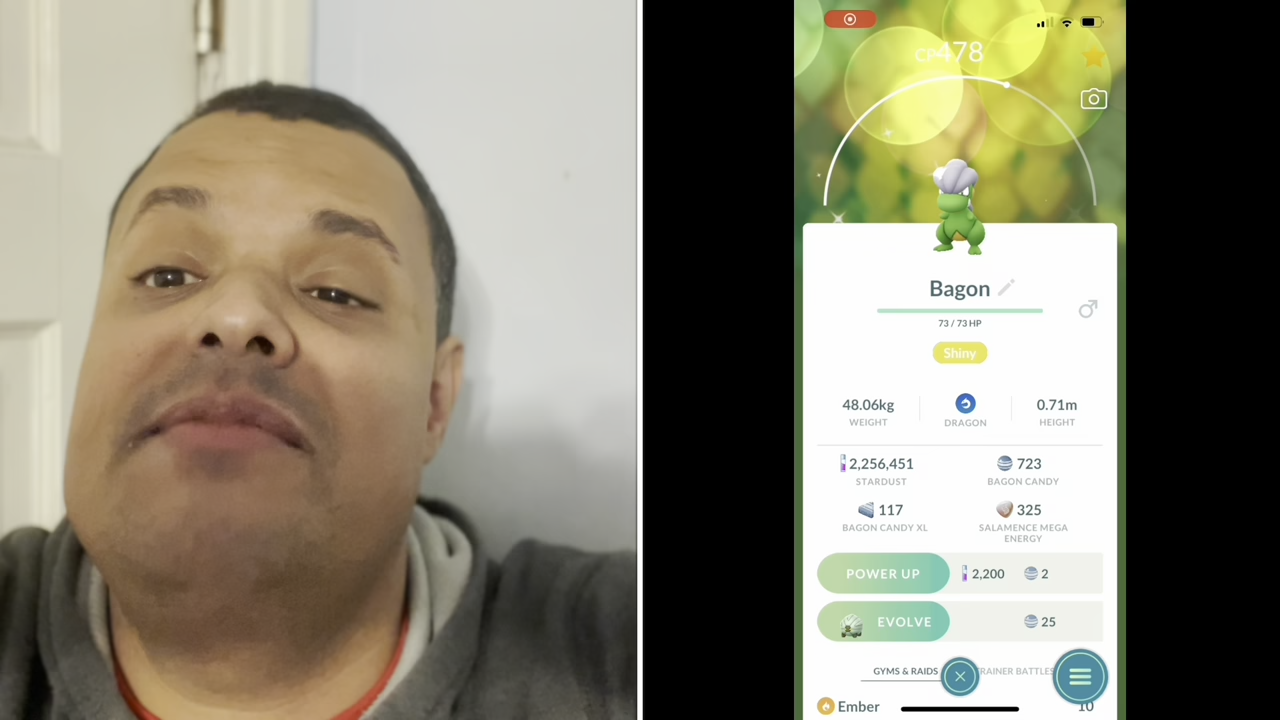 CP478
Bagon
73 / 73 HP
Shiny
48.06kg
WEIGHT
DRAGON
0.71m
HEIGHT
2,256,451
STARDUST
723
BAGON CANDY
117
BAGON CANDY XL
325
SALAMENCE MEGA
ENERGY
POWER UP 2,200 2
EVOLVE 25
GYMS & RAIDS TRAINER BATTLES
Ember 10